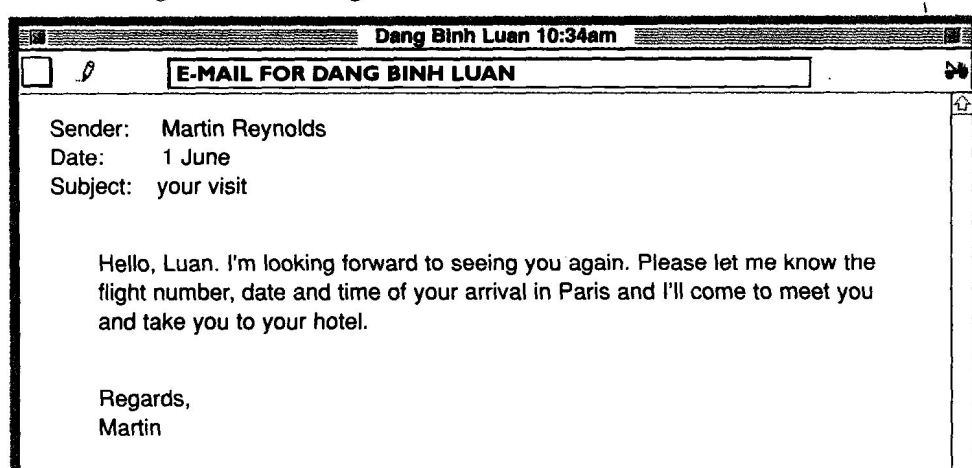 Dang Binh Luan 10:34am
E-MAIL FOR DANG BINH LUAN
Sender: Martin Reynolds
Date: 1 June
Subject: your visit
Hello, Luan. I'm looking forward to seeing you again. Please let me know the
flight number, date and time of your arrival in Paris and I'll come to meet you
and take you to your hotel.
Regards,
Martin